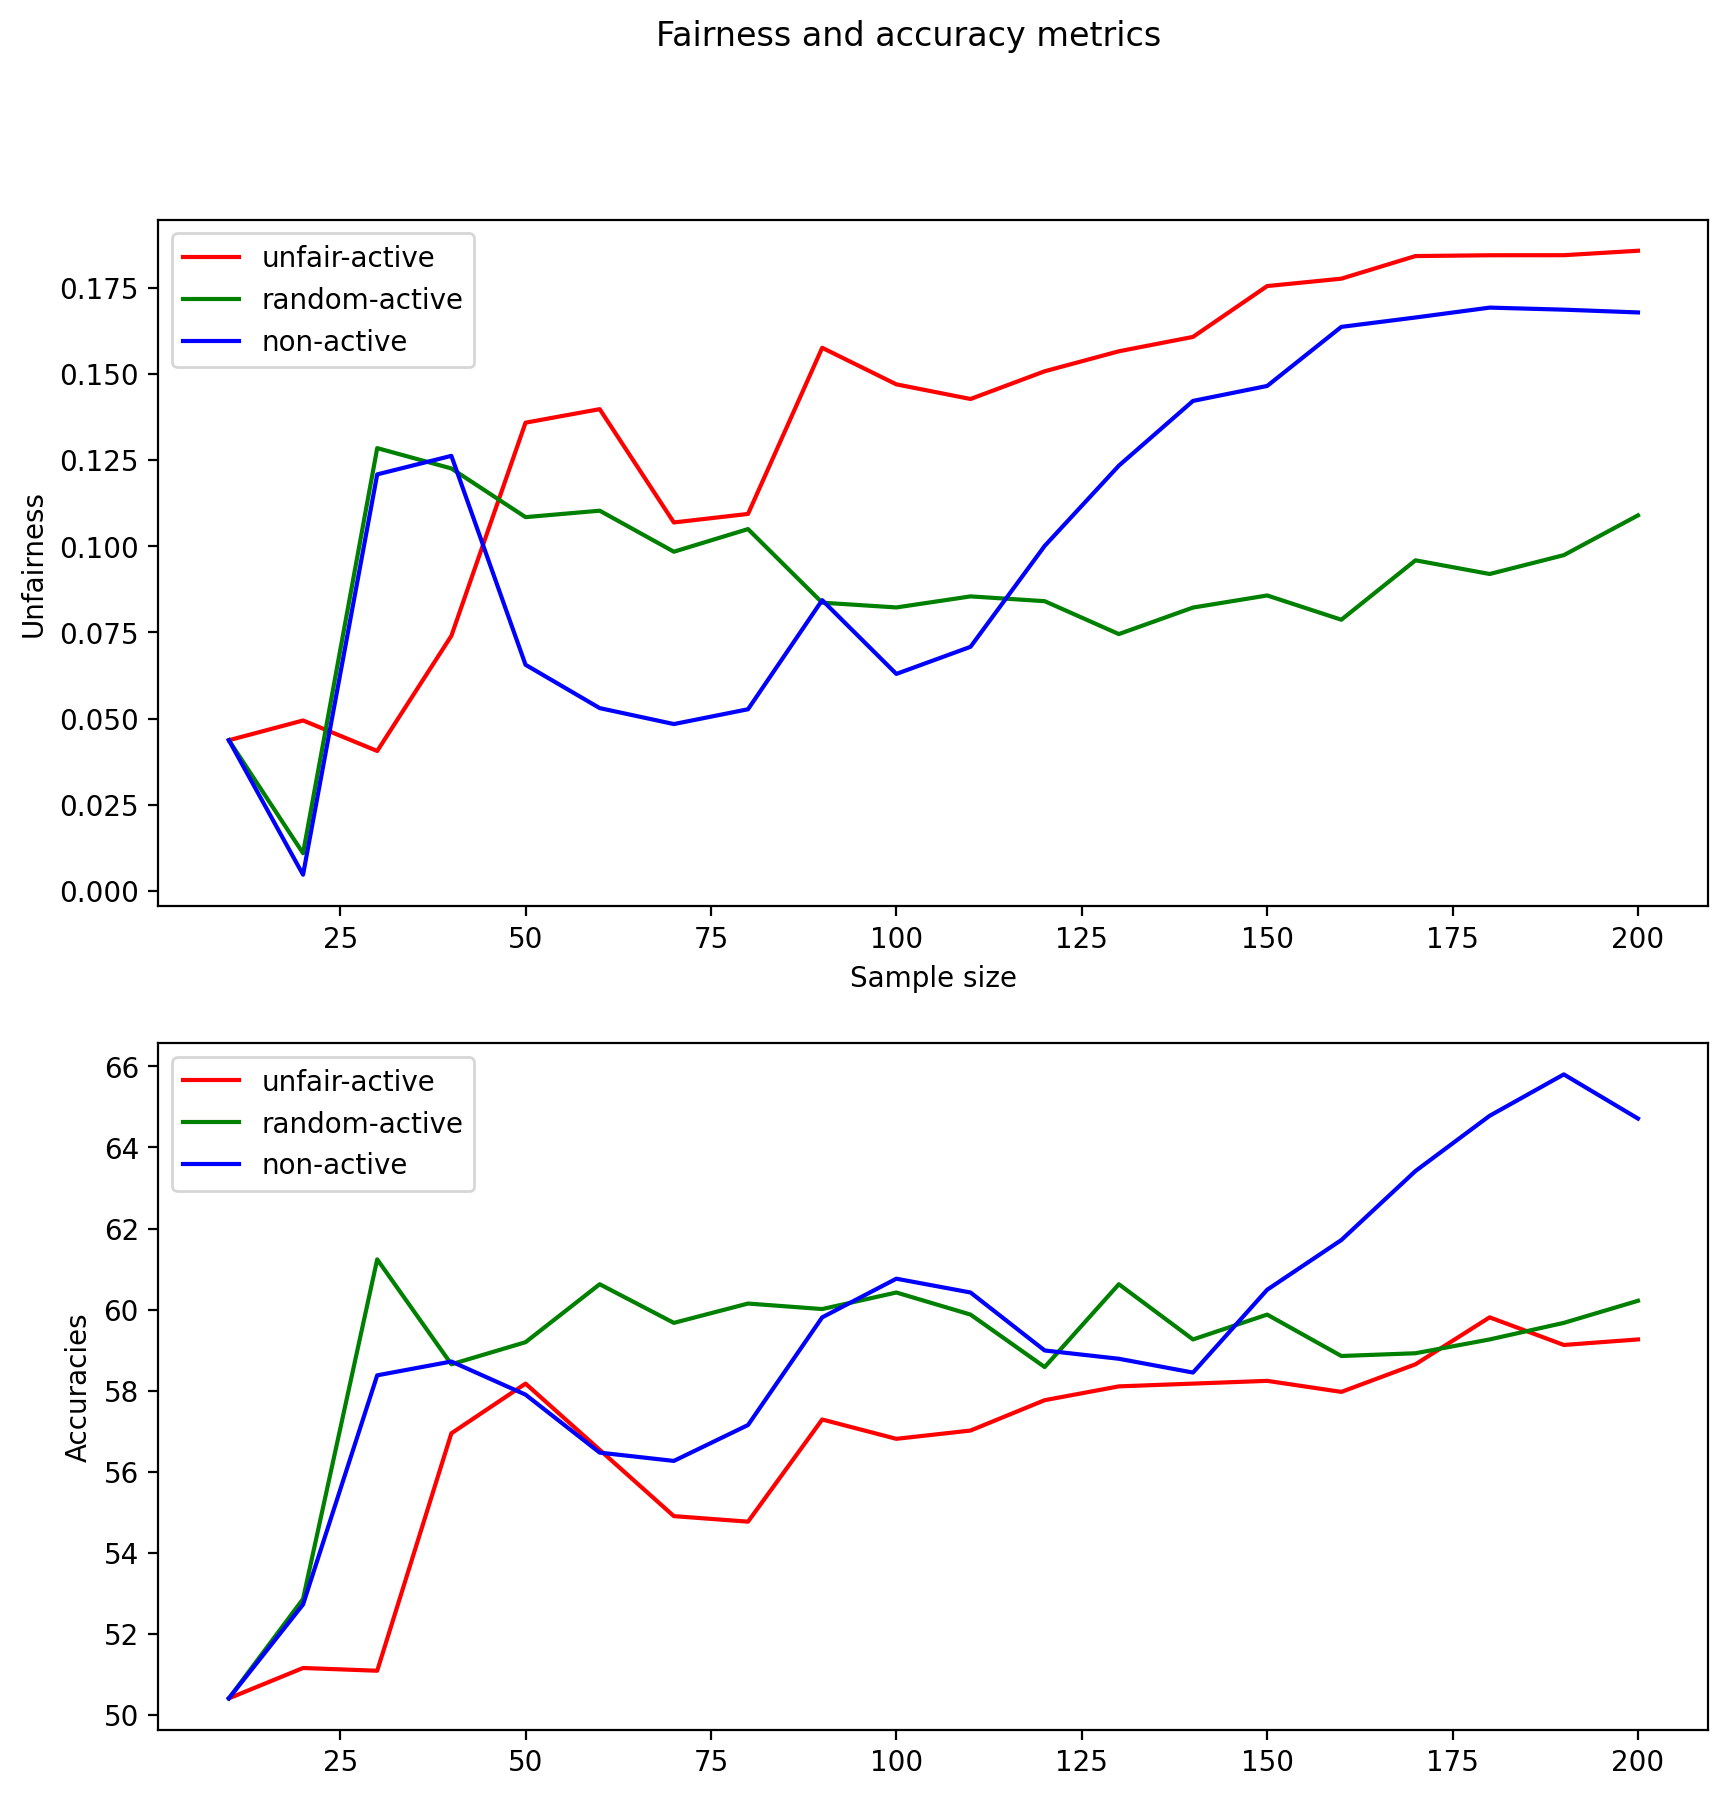 Fairness and accuracy metrics
unfair-active
random-active
non-active
Unfairness
0.175
0.150
0.125
0.100
0.075
0.050
0.025
0.000
25 50 75 100 125 150 175 200
Sample size
unfair-active
random-active
non-active
Accuracies
66
64
62
60
58
56
54
52
50
25 50 75 100 125 150 175 200